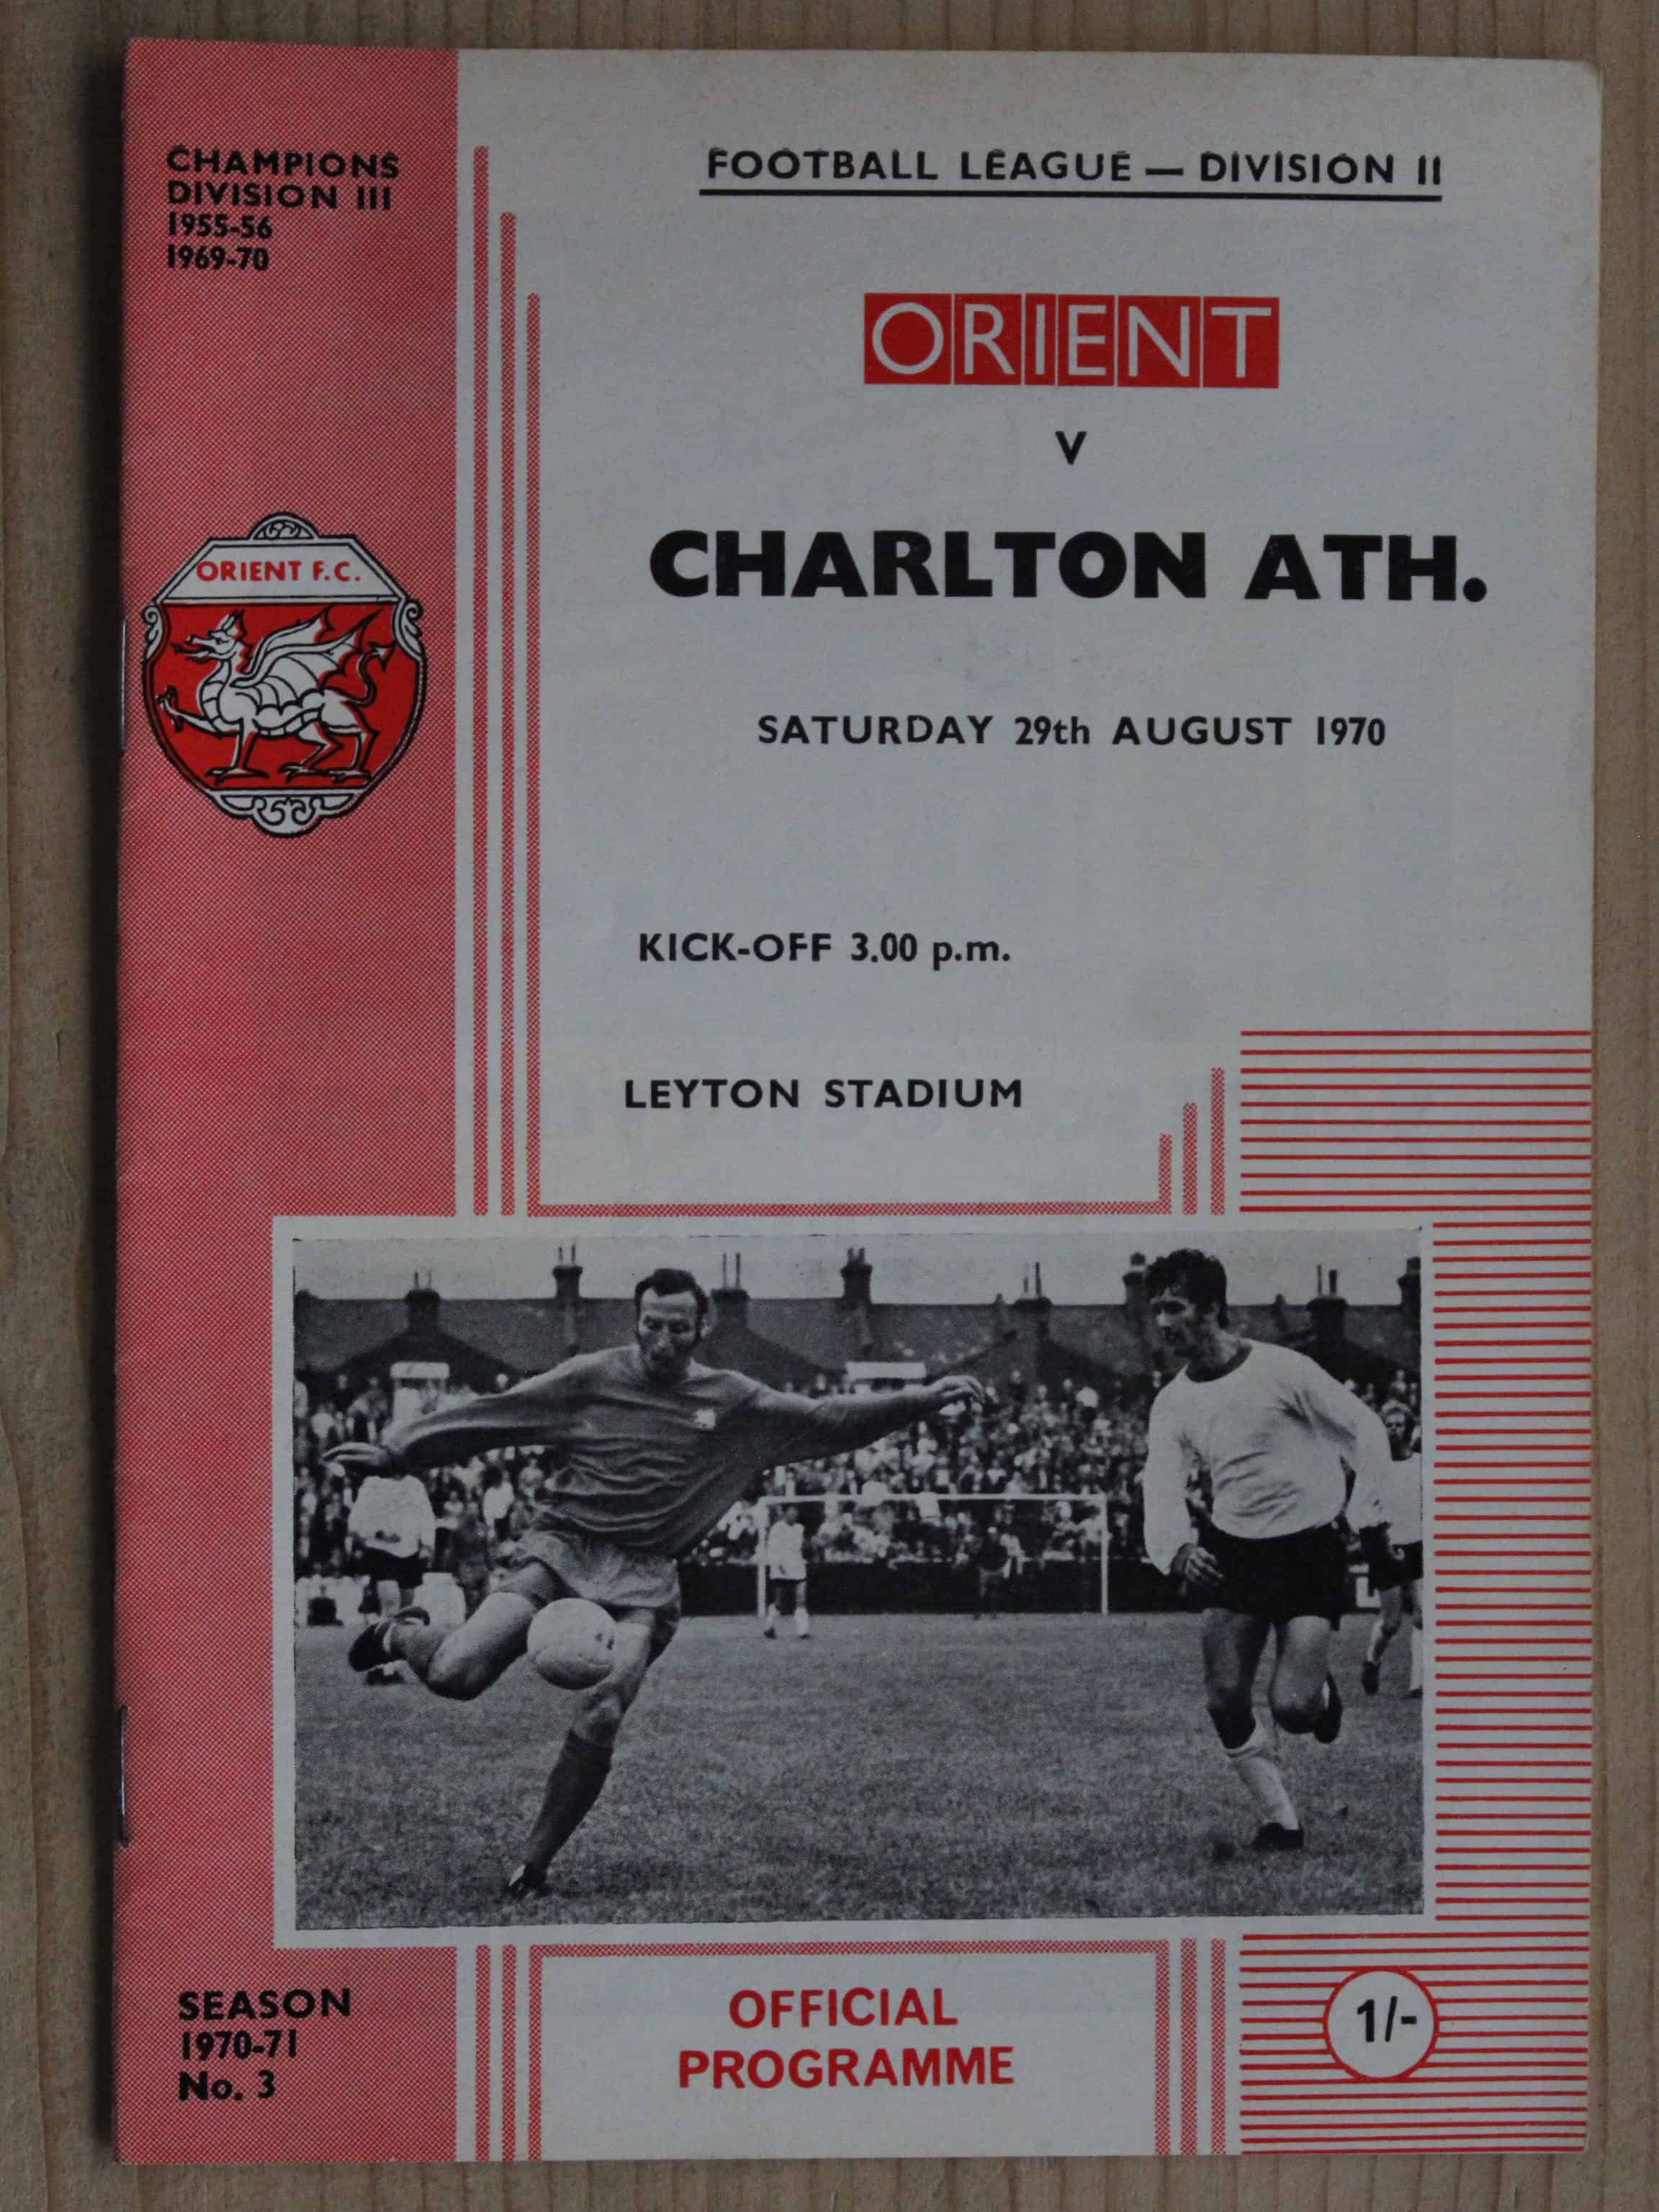 CHAMPIONS
DIVISION III
1955-56
1969-70
FOOTBALL LEAGUE — DIVISION II
ORIENT
v
CHARLTON ATH.
ORIENT F.C.
SATURDAY 29th AUGUST 1970
KICK-OFF 3.00 p.m.
LEYTON STADIUM
SEASON
1970-71
No. 3
OFFICIAL
PROGRAMME
1/-